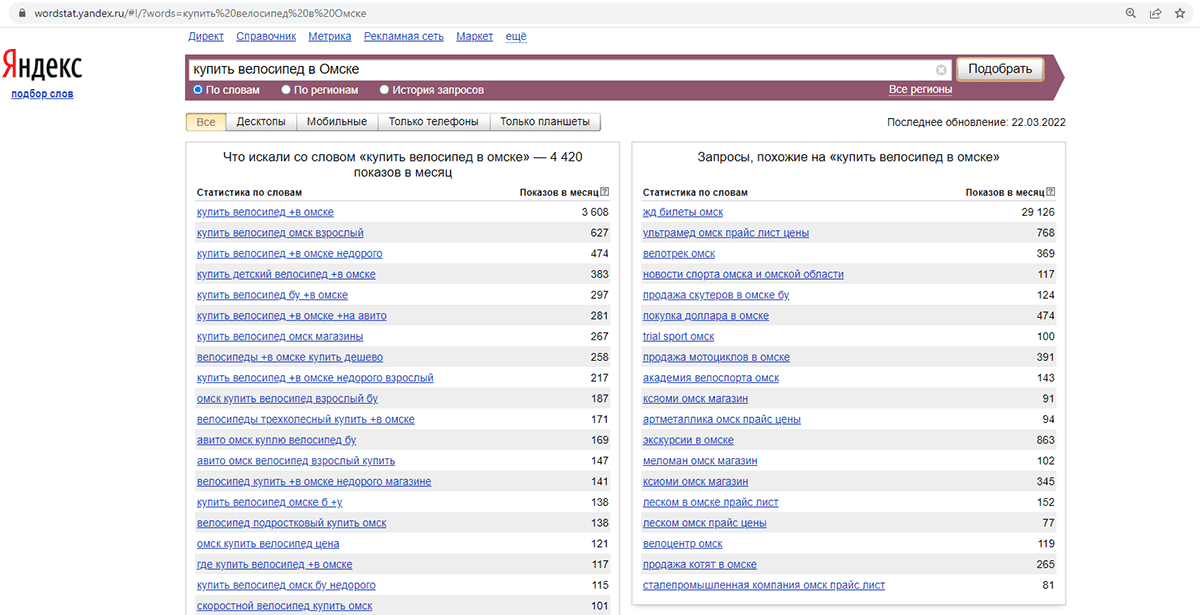 wordstat.yandex.ru/#!/?words=купить%20велосипед%20в%20Омске
Директ Справочник Метрика Рекламная сеть Маркет ещё
Яндекс
подбор слов
купить велосипед в Омске
Подобрать
По словам По регионам История запросов
Все регионы
Все Десктопы Мобильные Только телефоны Только планшеты
Последнее обновление: 22.03.2022
Что искали со словом «купить велосипед в омске» — 4 420
показов в месяц
Статистика по словам Показов в месяц ?
купить велосипед +в омске 3 608
купить велосипед омск взрослый 627
купить велосипед +в омске недорого 474
купить детский велосипед +в омске 383
купить велосипед бу +в омске 297
купить велосипед +в омске +на авито 281
купить велосипед омск магазины 267
велосипеды +в омске купить дешево 258
купить велосипед +в омске недорого взрослый 217
омск купить велосипед взрослый бу 187
велосипеды трехколесный купить +в омске 171
авито омск куплю велосипед бу 169
авито омск велосипед взрослый купить 147
велосипед купить +в омске недорого магазине 141
купить велосипед омске б +у 138
велосипед подростковый купить омск 138
омск купить велосипед цена 121
где купить велосипед +в омске 117
купить велосипед омск бу недорого 115
скоростной велосипед купить омск 101
Запросы, похожие на «купить велосипед в омске»
Статистика по словам Показов в месяц ?
жд билеты омск 29 126
ультрамед омск прайс лист цены 768
велотрек омск 369
новости спорта омска и омской области 117
продажа скутеров в омске бу 124
покупка доллара в омске 474
trial sport омск 100
продажа мотоциклов в омске 391
академия велоспорта омск 143
ксяоми омск магазин 91
артметаллика омск прайс цены 94
экскурсии в омске 863
меломан омск магазин 102
ксиоми омск магазин 345
леском в омске прайс лист 152
леском омск прайс цены 77
велоцентр омск 119
продажа котят в омске 265
сталепромышленная компания омск прайс лист 81